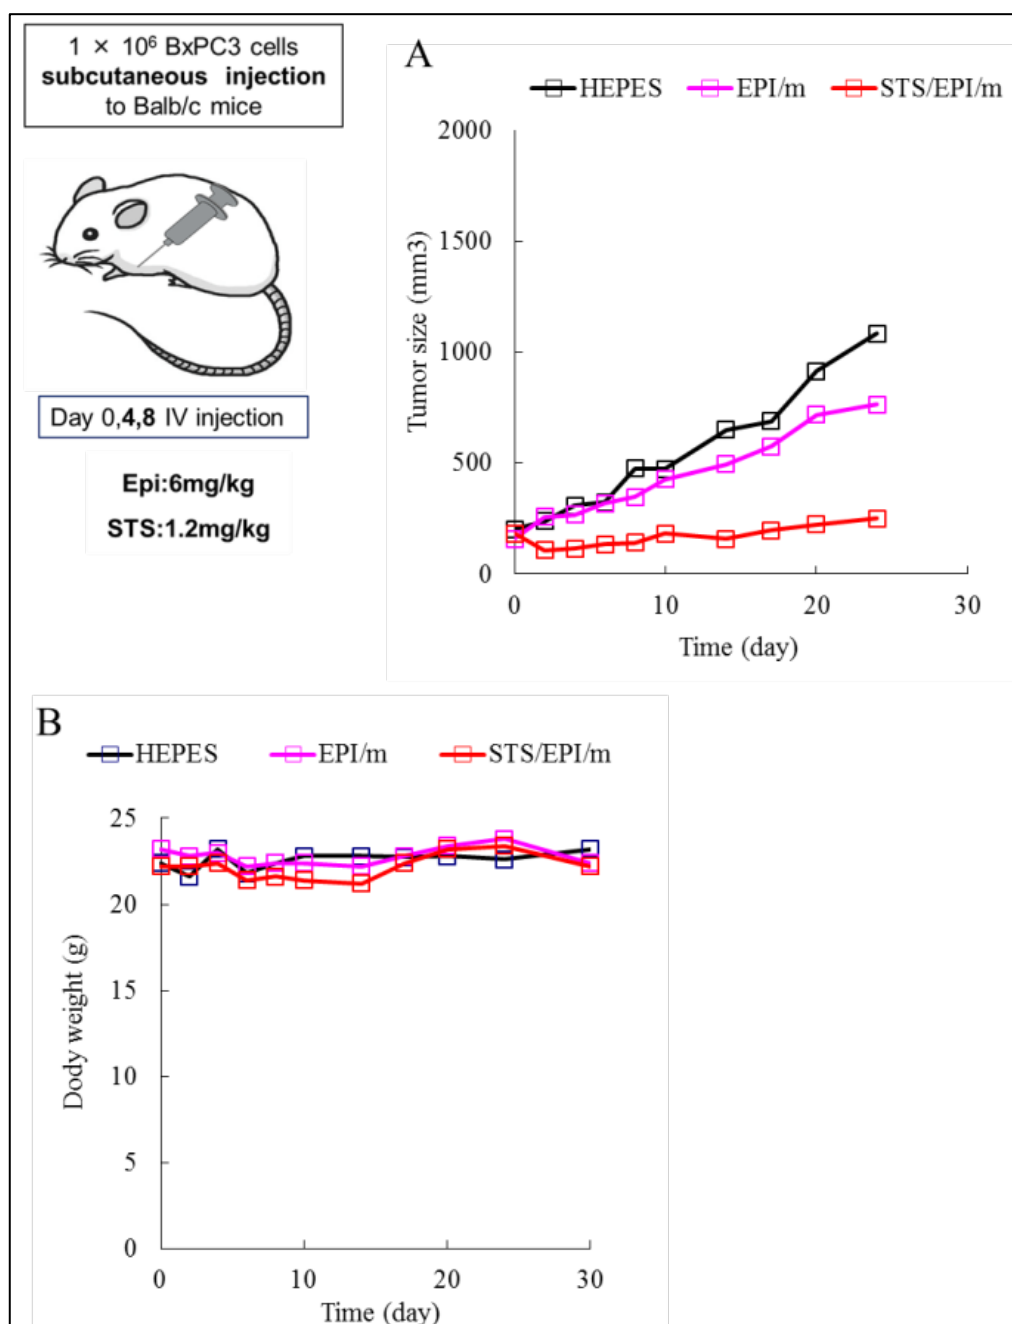 1 × 10⁶ BxPC3 cells
subcutaneous injection
to Balb/c mice
Day 0,4,8 IV injection
Epi:6mg/kg
STS:1.2mg/kg
A
HEPES EPI/m STS/EPI/m
Tumor size (mm3)
2000
1500
1000
500
0
0 10 20 30
Time (day)
B
HEPES EPI/m STS/EPI/m
Dody weight (g)
25
20
15
10
5
0
0 10 20 30
Time (day)